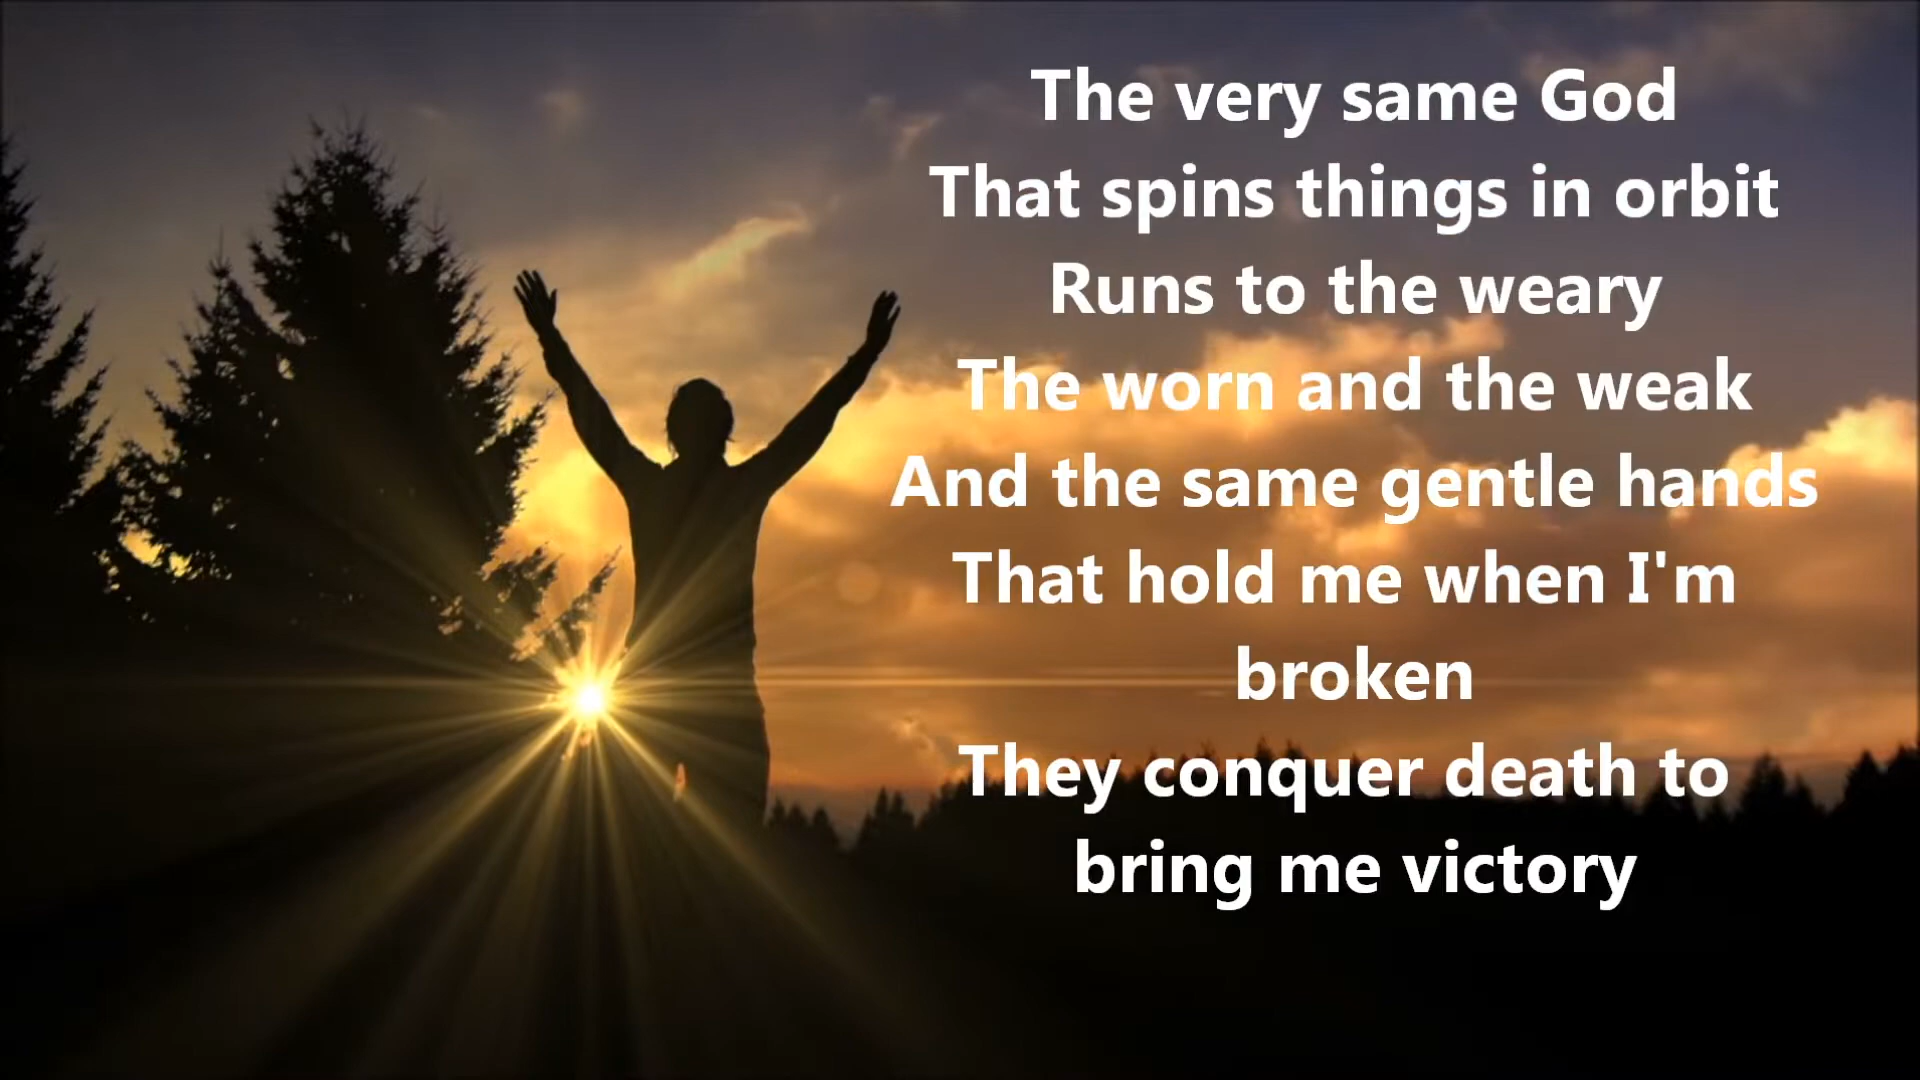 The very same God
That spins things in orbit
Runs to the weary
The worn and the weak
And the same gentle hands
That hold me when I'm
broken
They conquer death to
bring me victory